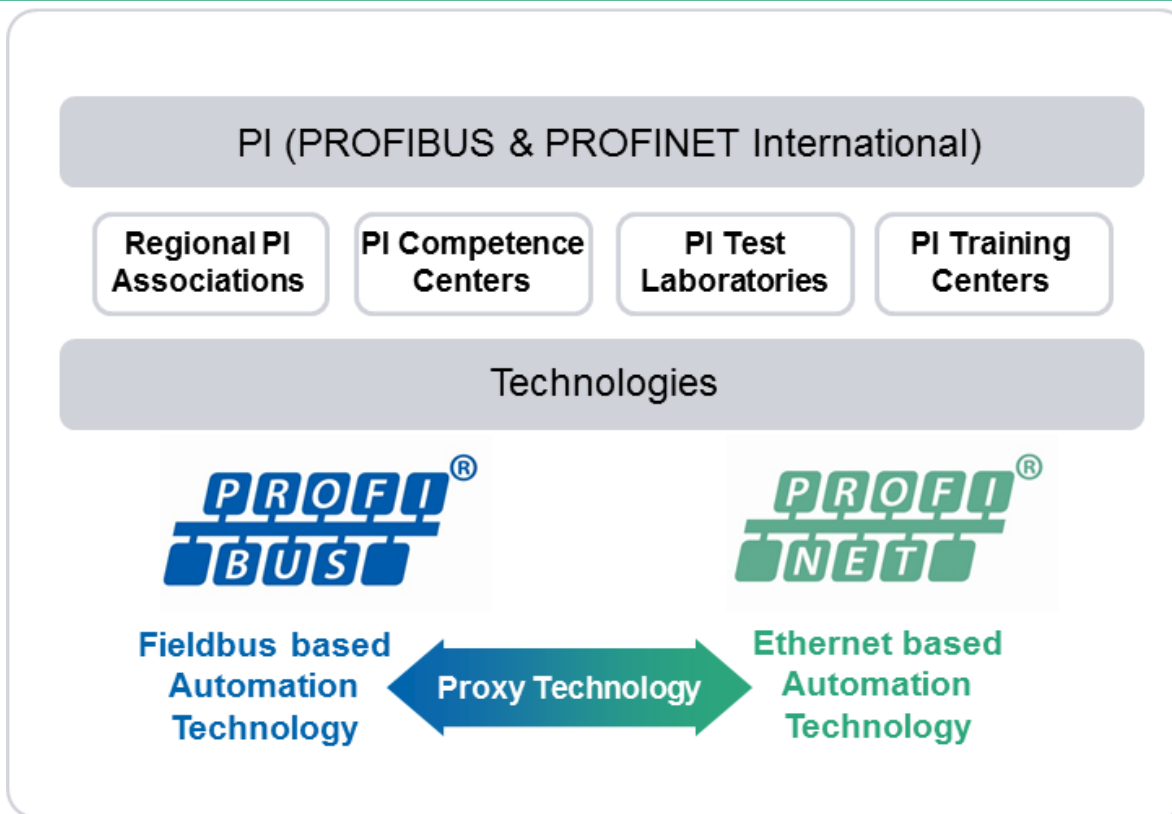 PI (PROFIBUS & PROFINET International)
Regional PI
Associations
PI Competence
Centers
PI Test
Laboratories
PI Training
Centers
Technologies
PROFI®
BUS
PROFI®
NET
Fieldbus based
Automation
Technology
Proxy Technology
Ethernet based
Automation
Technology